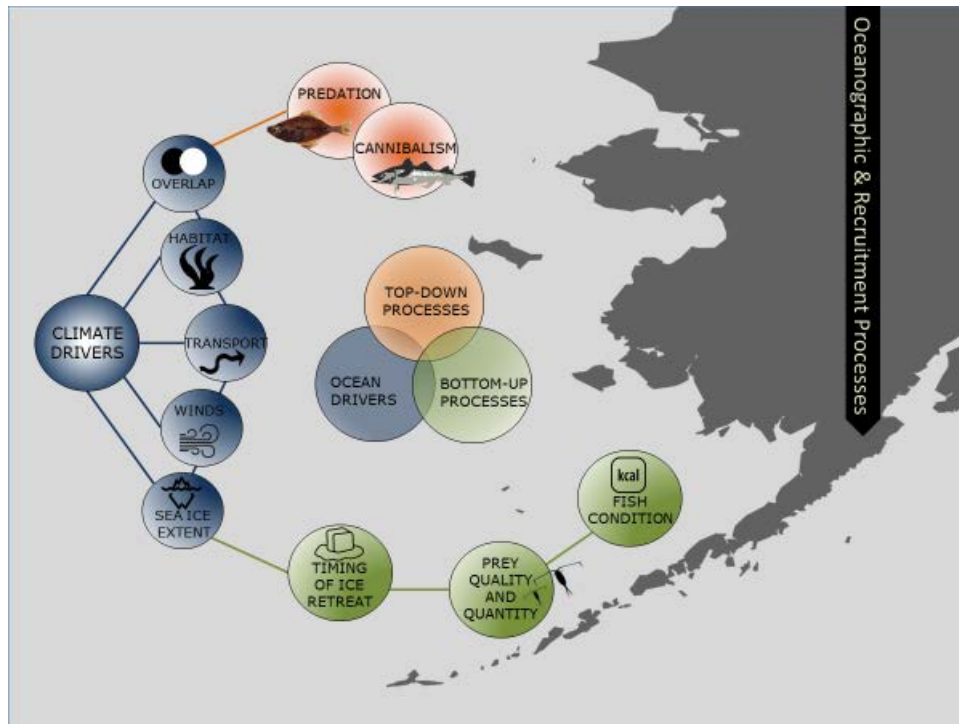 PREDATION
CANNIBALISM
OVERLAP
HABITAT
TRANSPORT
WINDS
SEA ICE
EXTENT
CLIMATE
DRIVERS
TOP-DOWN
PROCESSES
OCEAN
DRIVERS
BOTTOM-UP
PROCESSES
TIMING
OF ICE
RETREAT
PREY
QUALITY
AND
QUANTITY
kcal
FISH
CONDITION
Oceanographic & Recruitment Processes